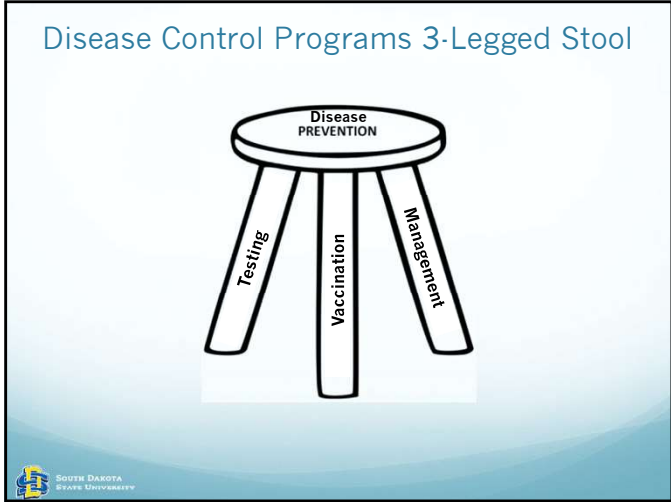 Disease Control Programs 3-Legged Stool
Disease
PREVENTION
Testing
Vaccination
Management
SOUTH DAKOTA
STATE UNIVERSITY